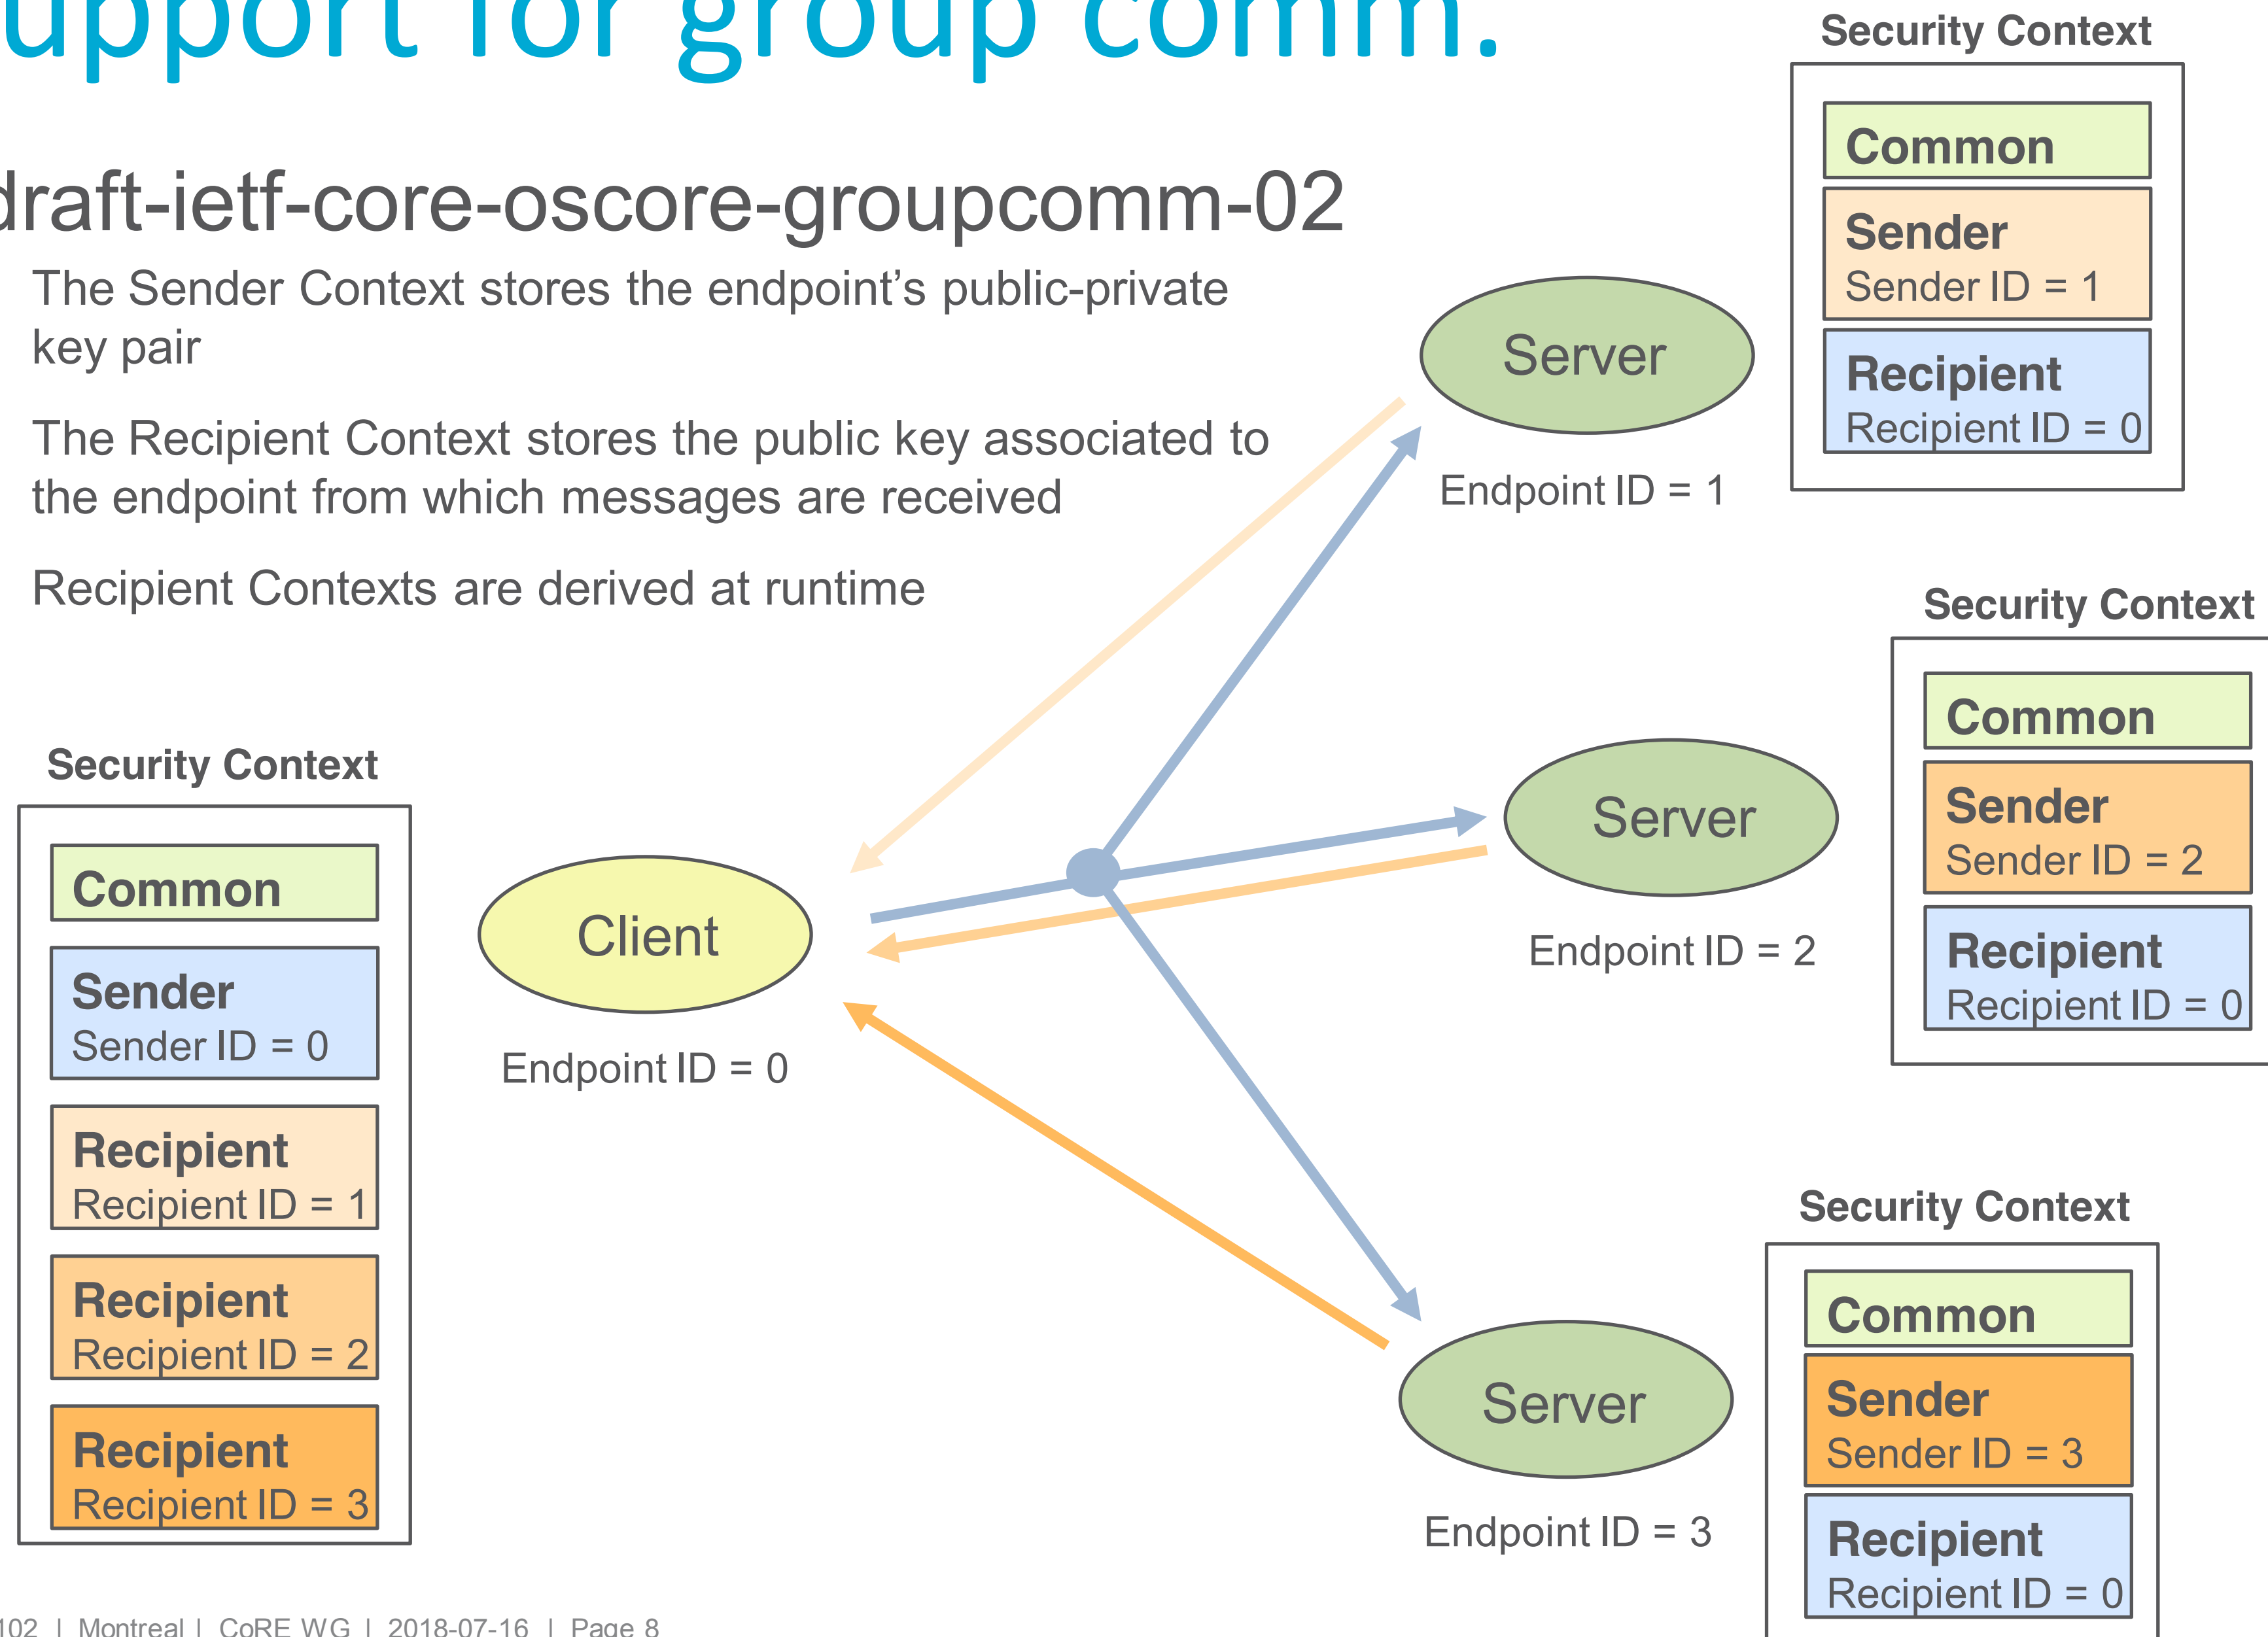 upport for group comm.
draft-ietf-core-oscore-groupcomm-02
The Sender Context stores the endpoint’s public-private
key pair
The Recipient Context stores the public key associated to
the endpoint from which messages are received
Recipient Contexts are derived at runtime
Security Context
Common
Sender
Sender ID = 0
Recipient
Recipient ID = 1
Recipient
Recipient ID = 2
Recipient
Recipient ID = 3
Client
Endpoint ID = 0
Server
Endpoint ID = 1
Security Context
Common
Sender
Sender ID = 1
Recipient
Recipient ID = 0
Server
Endpoint ID = 2
Security Context
Common
Sender
Sender ID = 2
Recipient
Recipient ID = 0
Server
Endpoint ID = 3
Security Context
Common
Sender
Sender ID = 3
Recipient
Recipient ID = 0
102 | Montreal | CoRE WG | 2018-07-16 | Page 8